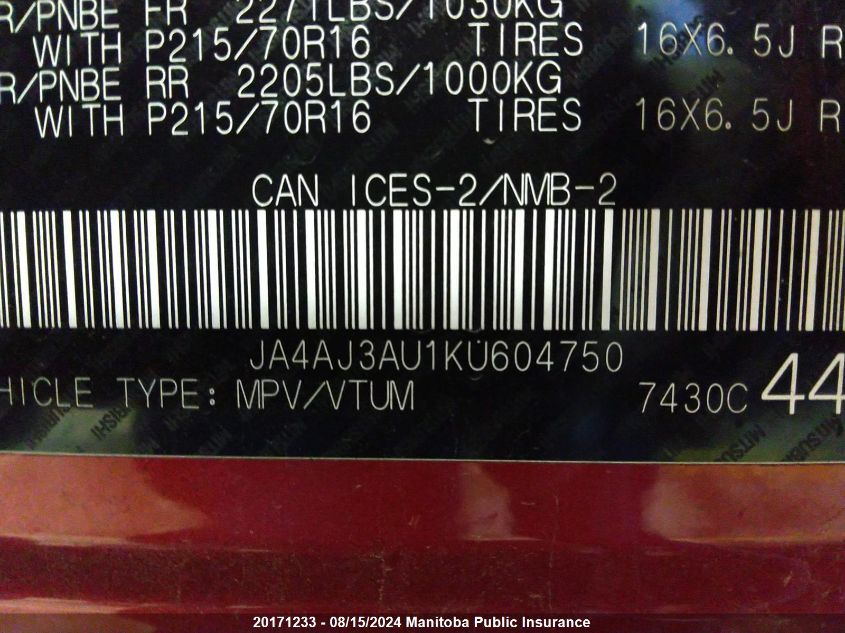 R/PNBE FR 2271LBS/1030KG
WITH P215/70R16 TIRES 16X6.5J R
R/PNBE RR 2205LBS/1000KG
WITH P215/70R16 TIRES 16X6.5J R
CAN ICES-2/NMB-2
JA4AJ3AU1KU604750
HICLE TYPE: MPV/VTUM 7430C 44
20171233 - 08/15/2024 Manitoba Public Insurance